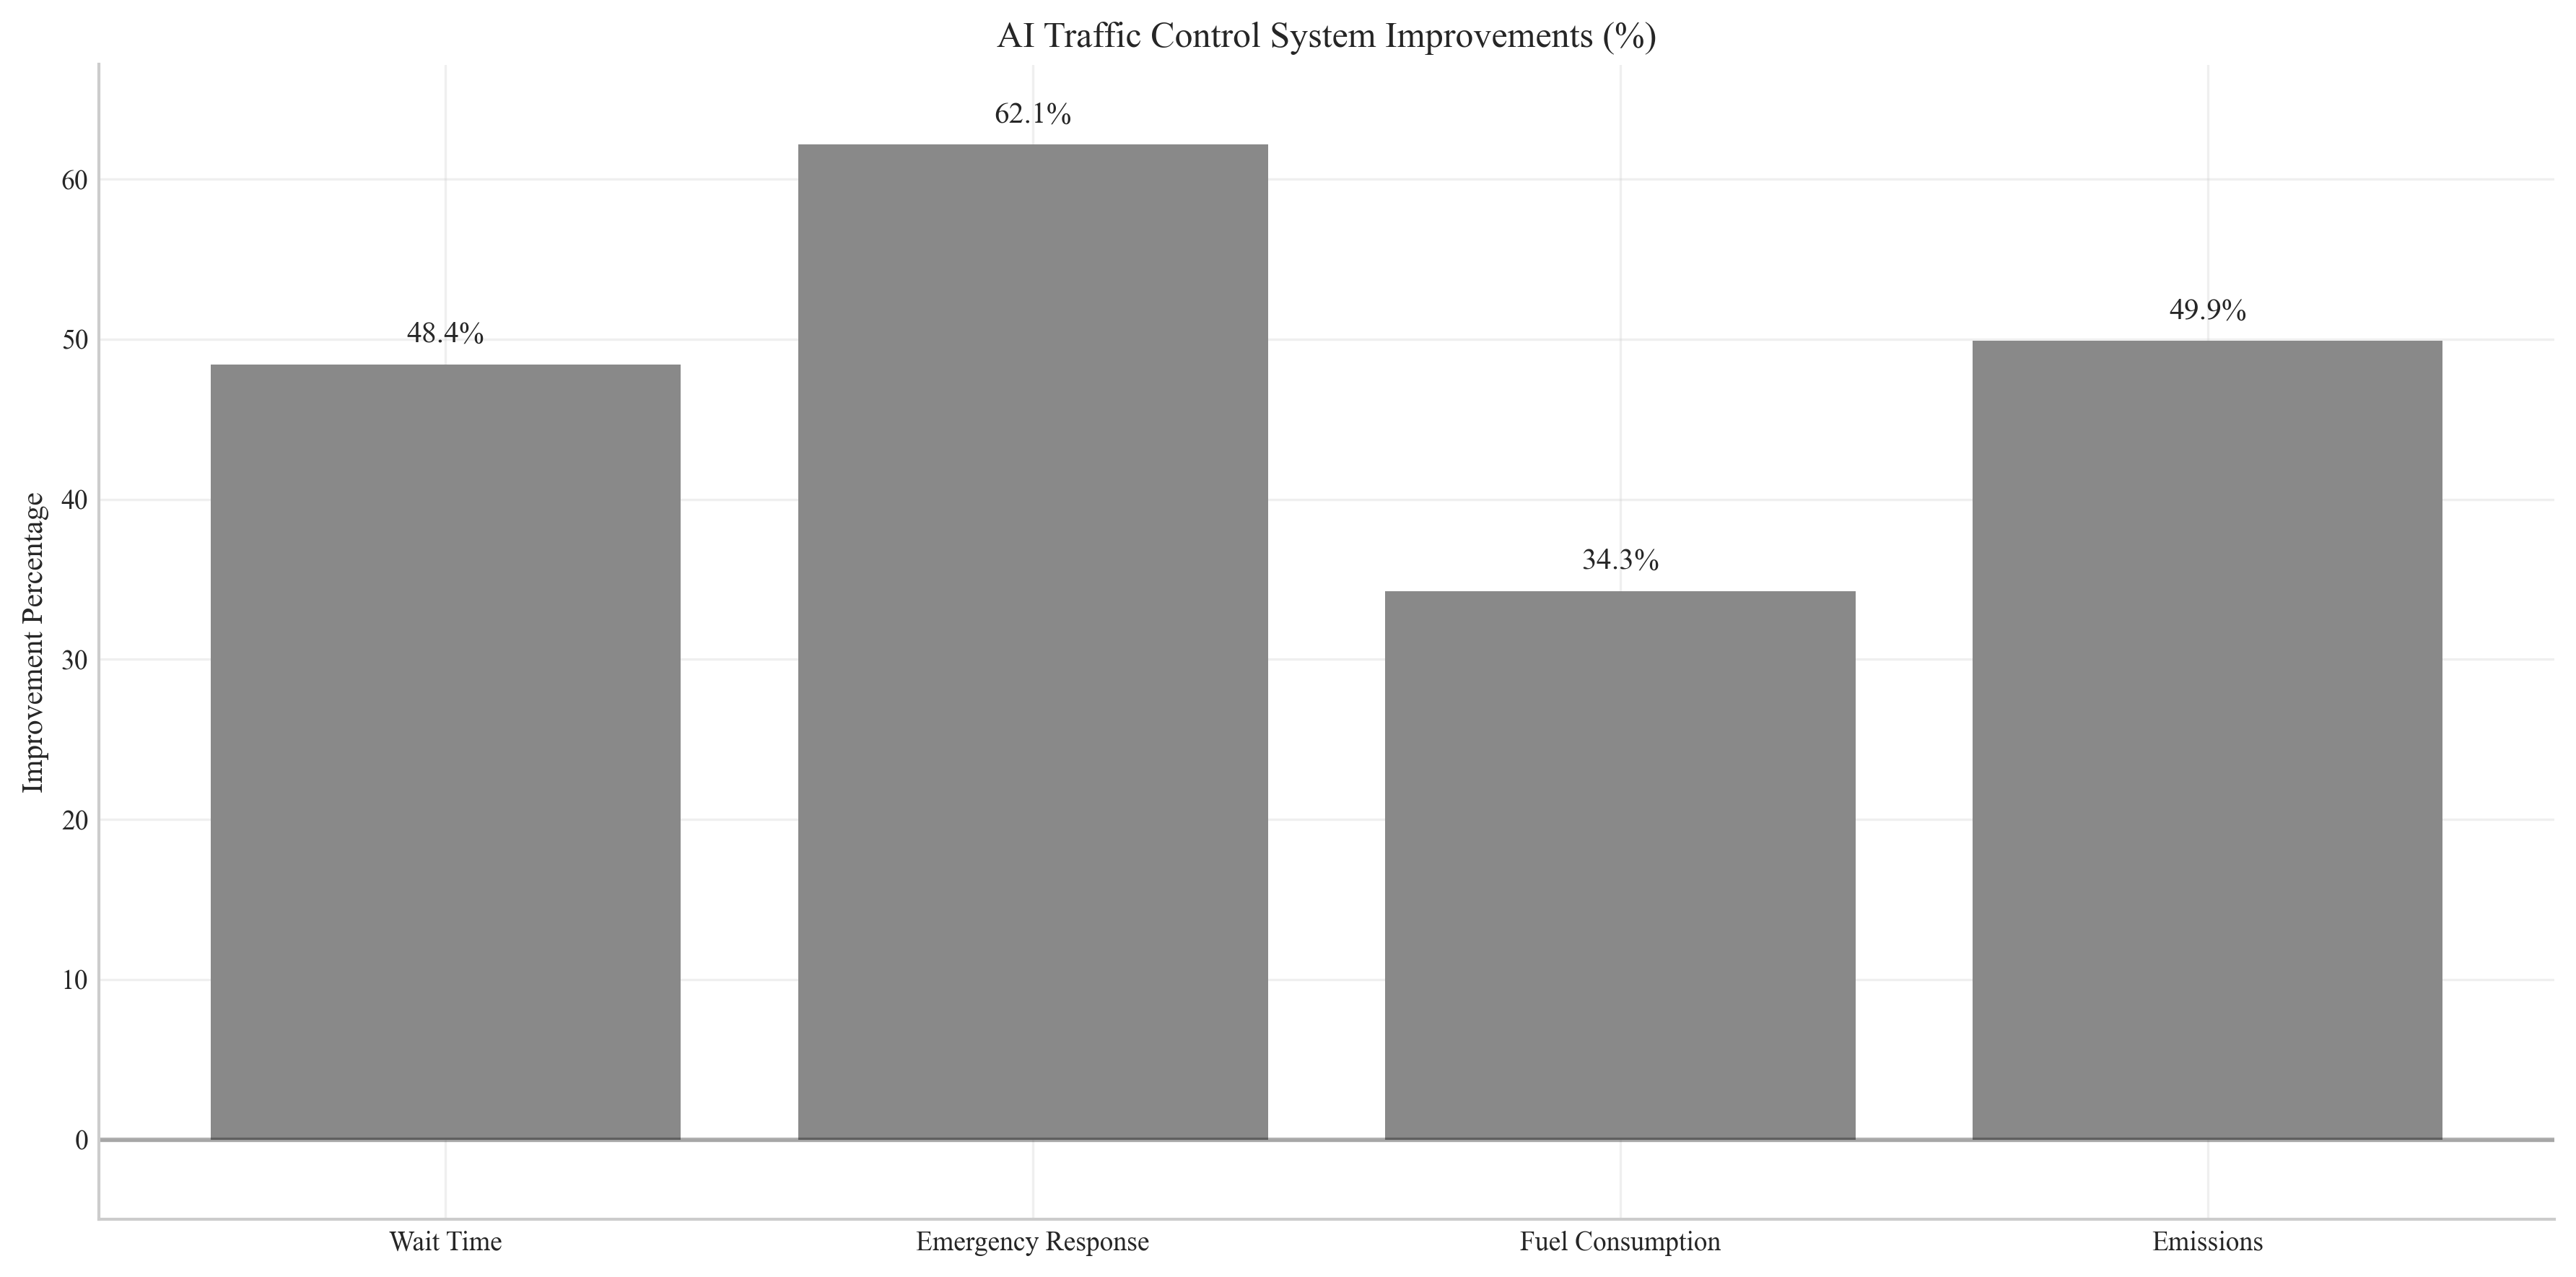 AI Traffic Control System Improvements (%)
Improvement Percentage
60
50
40
30
20
10
0
48.4%
62.1%
34.3%
49.9%
Wait Time
Emergency Response
Fuel Consumption
Emissions